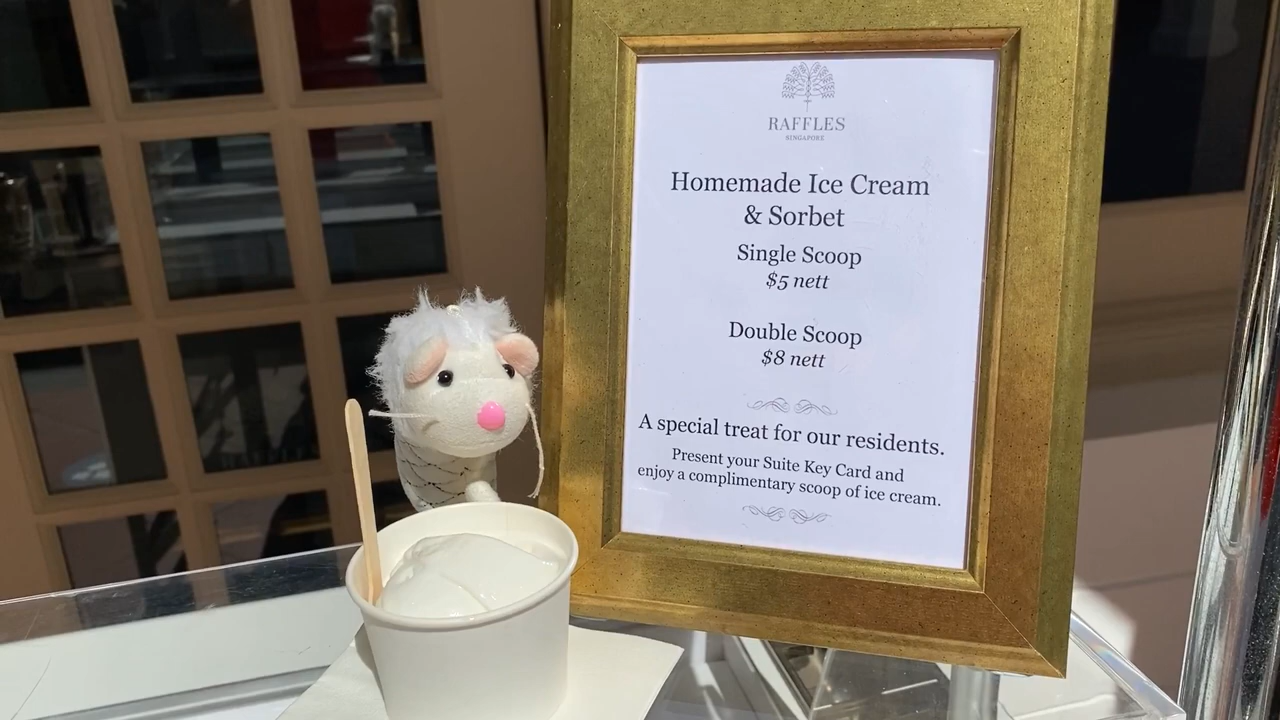 RAFFLES
SINGAPORE
Homemade Ice Cream
& Sorbet
Single Scoop
$5 nett
Double Scoop
$8 nett
A special treat for our residents.
Present your Suite Key Card and
enjoy a complimentary scoop of ice cream.